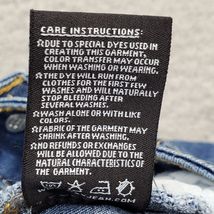 CARE INSTRUCTIONS:
☆DUE TO SPECIAL DYES USED IN
CREATING THIS GARMENT,
COLOR TRANSFER MAY OCCUR
WHEN WASHING OR WEARING.
☆THE DYE WILL RUN FROM
CLOTHES FOR THE FIRST FEW
WASHES AND WILL NATURALLY
STOP BLEEDING AFTER
SEVERAL WASHES.
☆WASH ALONE OR WITH LIKE
COLORS.
☆FABRIC OF THE GARMENT MAY
SHRINK AFTER WASHING.
☆NO REFUNDS OR EXCHANGES
WILL BE ALLOWED DUE TO THE
NATURAL CHARACTERISTICS OF
THE GARMENT.